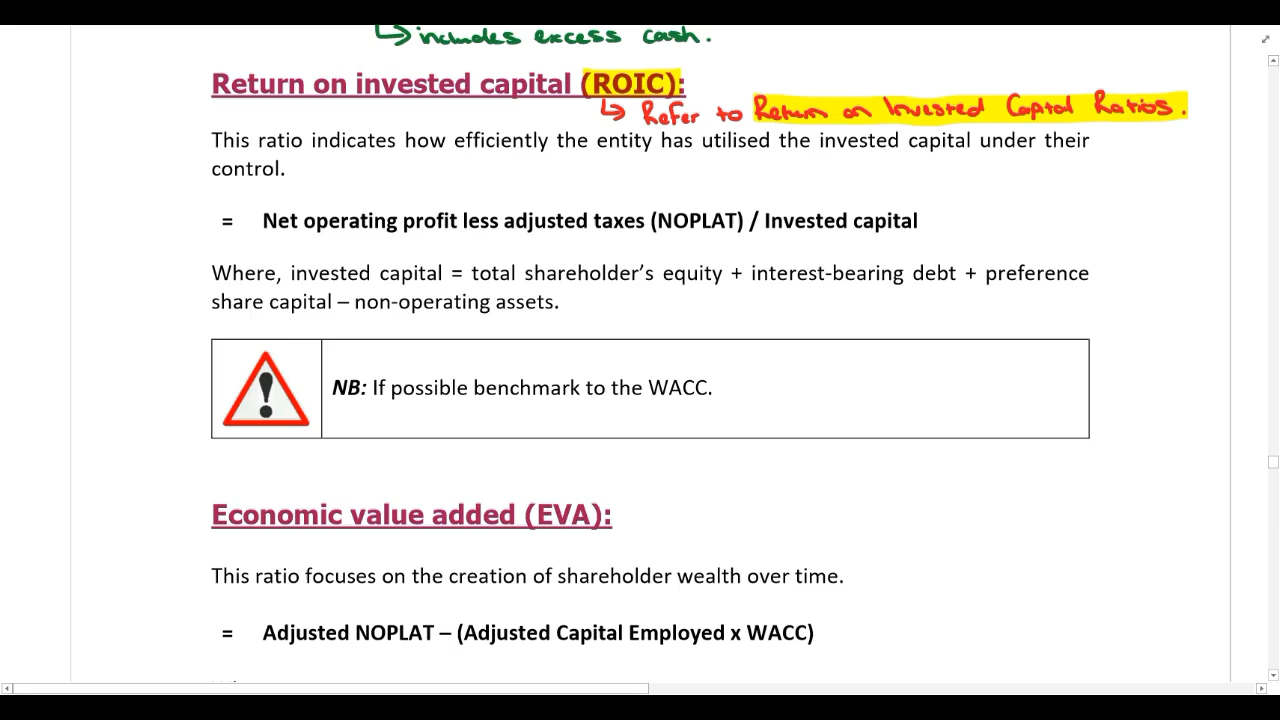 ↳ includes excess cash.
Return on invested capital (ROIC):
↳ Refer to Return on Invested Capital Ratios.
This ratio indicates how efficiently the entity has utilised the invested capital under their
control.
= Net operating profit less adjusted taxes (NOPLAT) / Invested capital
Where, invested capital = total shareholder’s equity + interest-bearing debt + preference
share capital – non-operating assets.
NB: If possible benchmark to the WACC.
Economic value added (EVA):
This ratio focuses on the creation of shareholder wealth over time.
= Adjusted NOPLAT – (Adjusted Capital Employed x WACC)